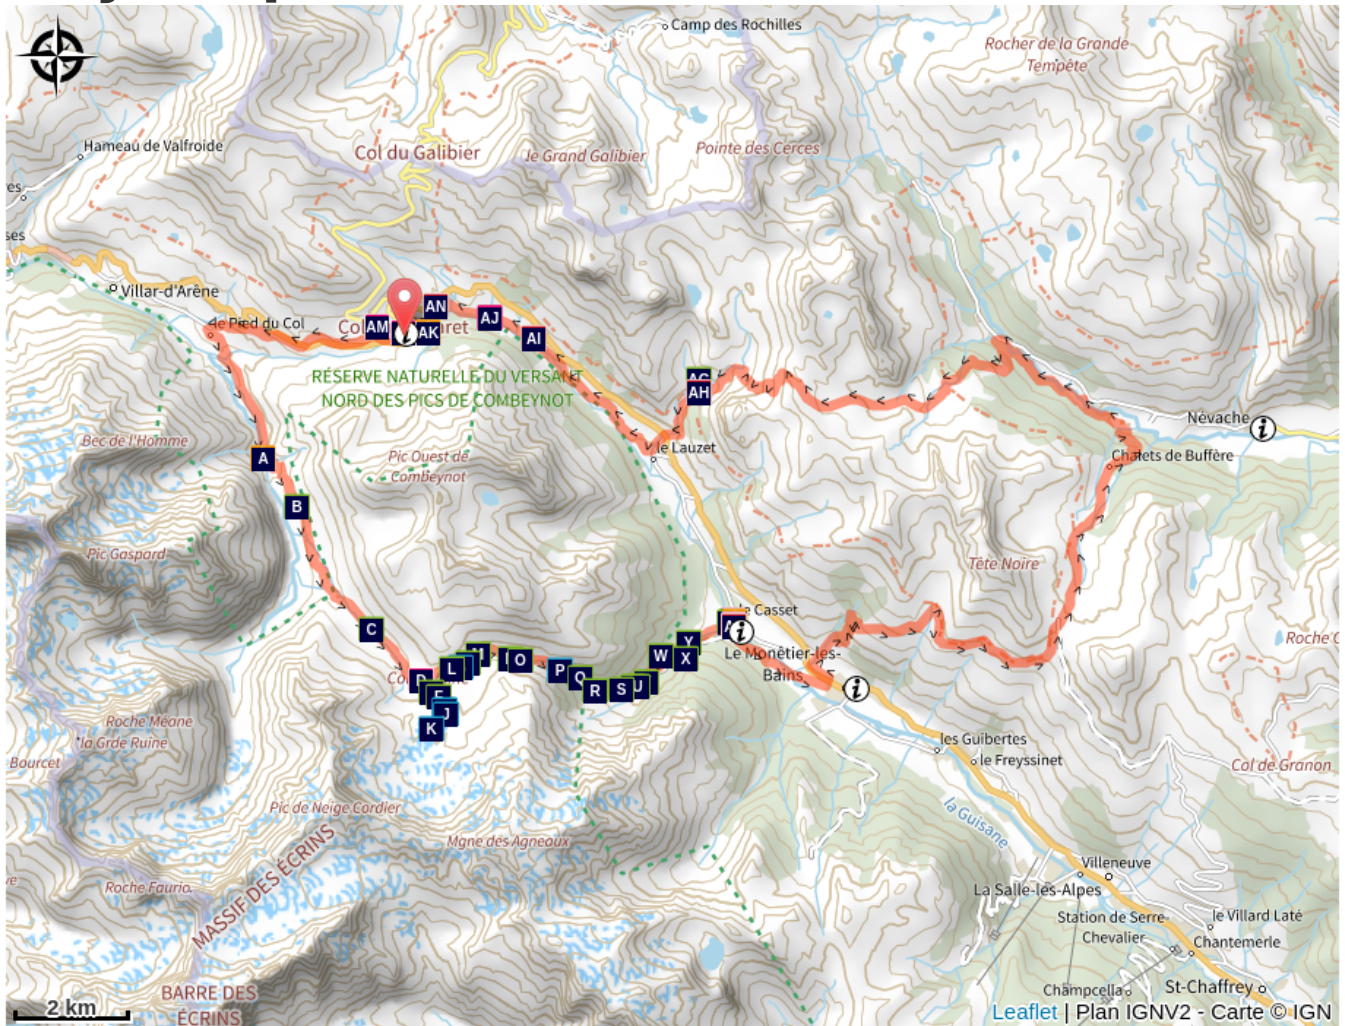 Camp des Rochilles
Rocher de la Grande
Tempête
Hameau de Valfroide
Col du Galibier
le Grand Galibier
Pointe des Cerces
Villar-d'Arêne
le Pied du Col
AN
AM
AK
AJ
AI
i
RÉSERVE NATURELLE DU VERSANT
NORD DES PICS DE COMBEYNOT
AH
Névache
i
Bec de l'Homme
Pic Ouest de
Combeynot
le Lauzet
Chalets de Buffère
A
B
Pic Gaspard
Tête Noire
C
le Casset
i
Y
W
X
Le Monêtier-les-
Bains
i
L
O
P
Q
R
S
U
J
K
Roche Méane
la Grde Ruine
les Guibertes
le Freyssinet
Col de Granon
Bourcet
Pic de Neige Cordier
Mgne des Agneaux
la Guisane
Roche Faurio
MASSIF DES ÉCRINS
Villeneuve
La Salle-les-Alpes
Station de Serre-
Chevalier
le Villard Laté
Chantemerle
BARRE DES
ÉCRINS
Champcella
St-Chaffrey
2 km
Leaflet | Plan IGNV2 - Carte © IGN